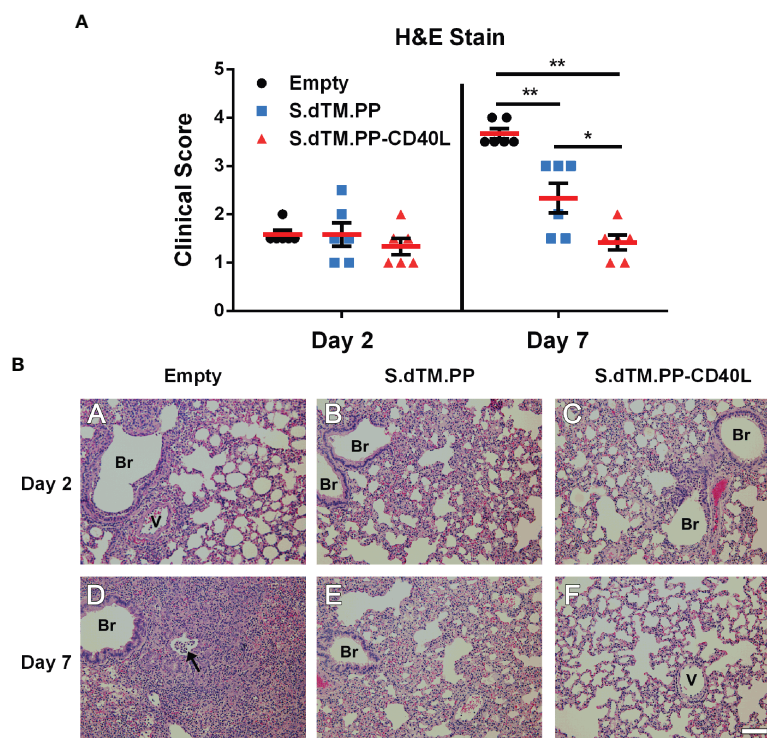 A
H&E Stain
Clinical Score
5
4
3
2
1
0
Empty
S.dTM.PP
S.dTM.PP-CD40L
**
**
*
Day 2
Day 7
B
Empty
S.dTM.PP
S.dTM.PP-CD40L
Day 2
A
Br
V
B
Br
Br
C
Br
Br
Day 7
D
Br
E
Br
F
V